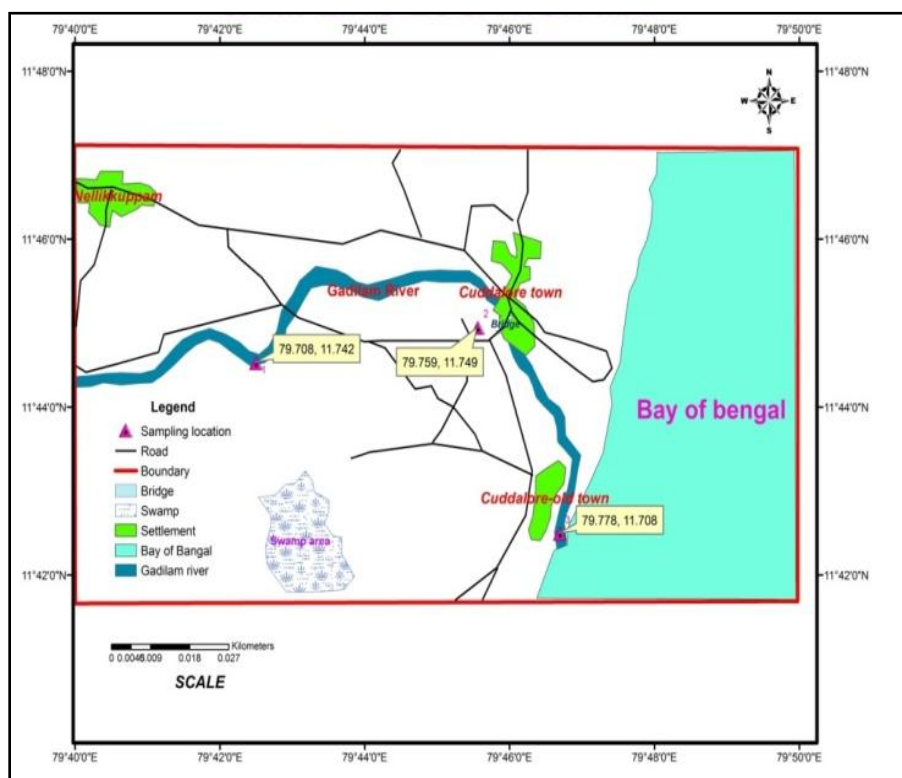 79°40'0"E 79°42'0"E 79°44'0"E 79°46'0"E 79°48'0"E 79°50'0"E
11°48'0"N 11°48'0"N
N
W E
S
Nellikkuppam
11°46'0"N 11°46'0"N
Gadilam River Cuddalore town
2
Bridge
79.708, 11.742 79.759, 11.749
1
11°44'0"N 11°44'0"N
Bay of bengal
Legend
Sampling location
Road
Boundary
Bridge
Swamp
Settlement
Bay of Bangal
Gadilam river
Cuddalore-old town
79.778, 11.708
Swamp area
11°42'0"N 11°42'0"N
Kilometers
0 0.0045 0.009 0.018 0.027
SCALE
79°40'0"E 79°42'0"E 79°44'0"E 79°46'0"E 79°48'0"E 79°50'0"E